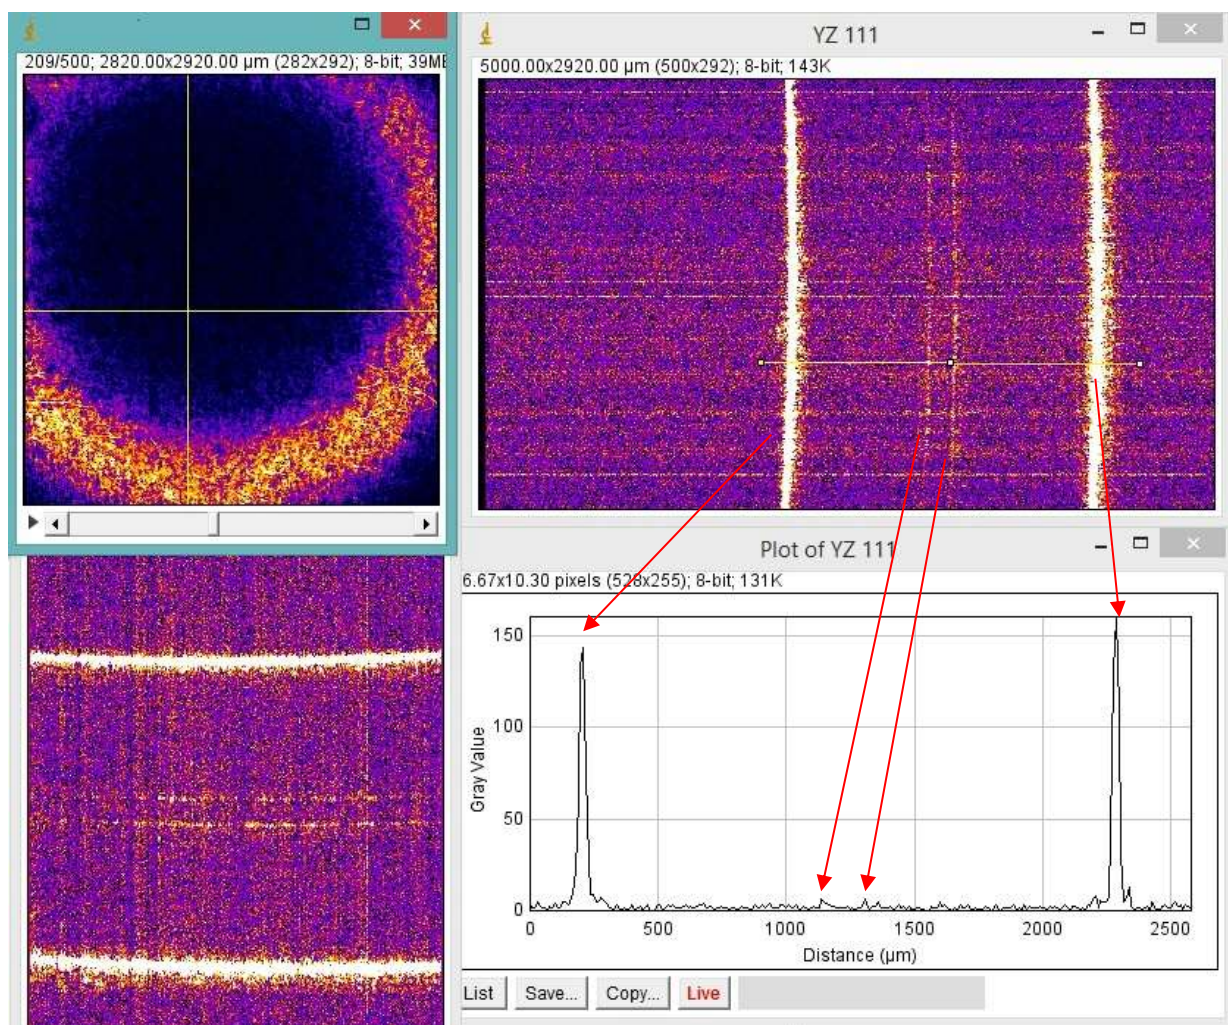 209/500; 2820.00x2920.00 µm (282x292); 8-bit; 39M
YZ 111
5000.00x2920.00 µm (500x292); 8-bit; 143K
Plot of YZ 111
6.67x10.30 pixels (528x255); 8-bit; 131K
150
100
50
0
Gray Value
0 500 1000 1500 2000 2500
Distance (µm)
List Save... Copy... Live